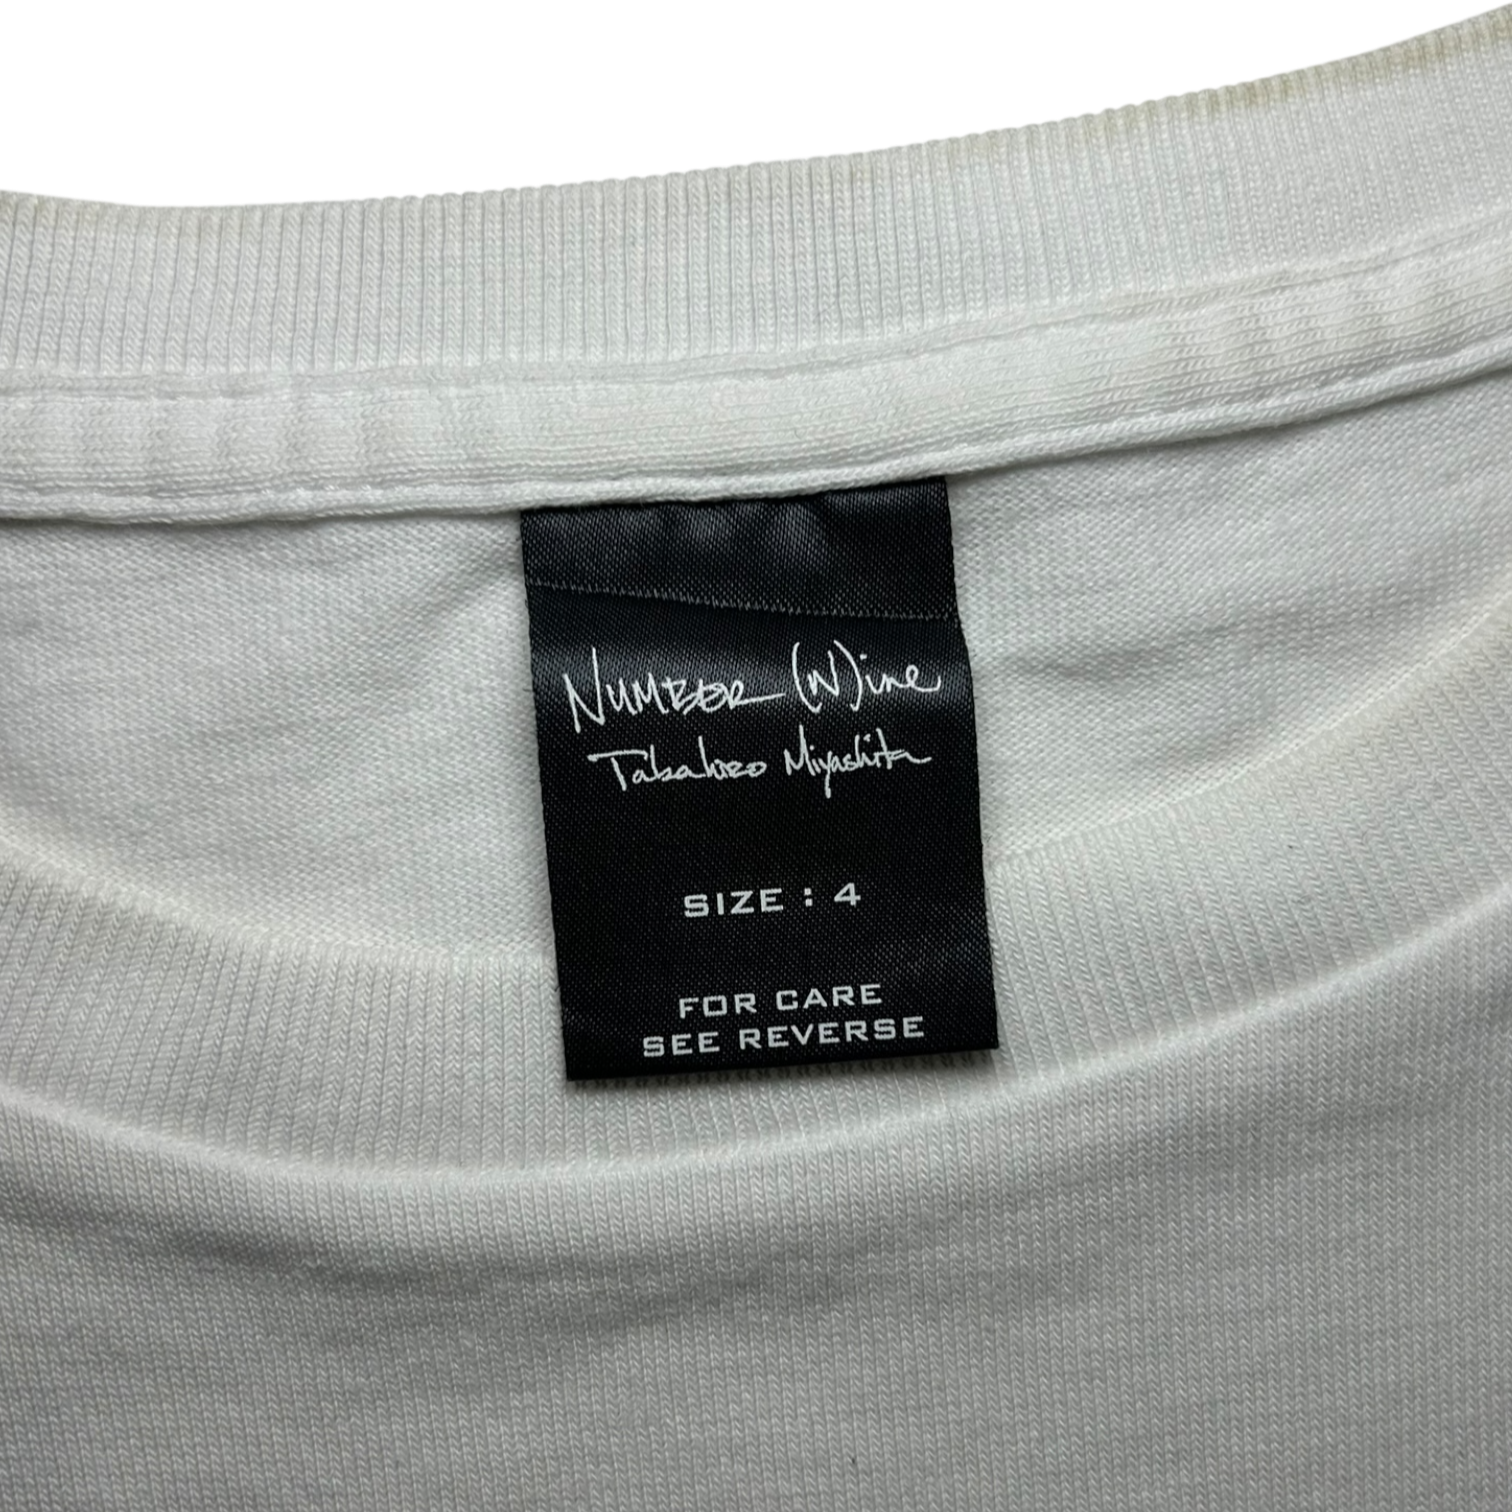 NUMBER (N)ine
Takahiro Miyashita
SIZE : 4
FOR CARE
SEE REVERSE